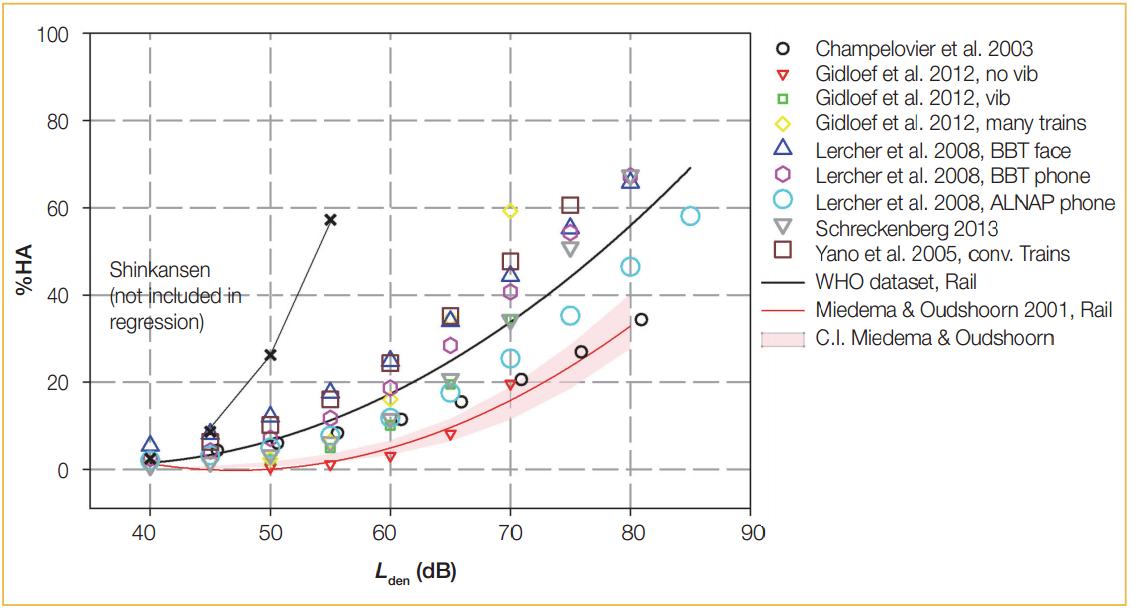 100
80
60
40
20
0
%HA
40
50
60
70
80
90
Lden (dB)
Shinkansen
(not included in
regression)
Champelovier et al. 2003
Gidloef et al. 2012, no vib
Gidloef et al. 2012, vib
Gidloef et al. 2012, many trains
Lercher et al. 2008, BBT face
Lercher et al. 2008, BBT phone
Lercher et al. 2008, ALNAP phone
Schreckenberg 2013
Yano et al. 2005, conv. Trains
WHO dataset, Rail
Miedema & Oudshoorn 2001, Rail
C.I. Miedema & Oudshoorn